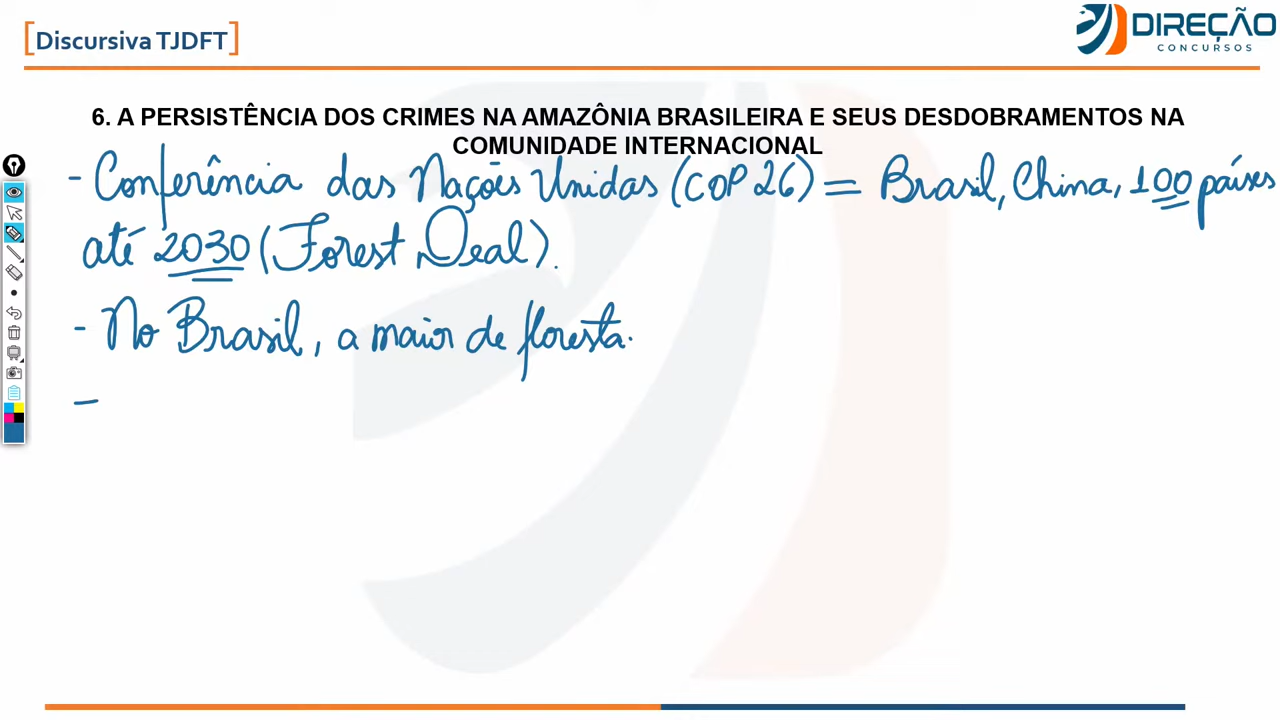 [Discursiva TJDFT]
DIREÇÃO
CONCURSOS
6. A PERSISTÊNCIA DOS CRIMES NA AMAZÔNIA BRASILEIRA E SEUS DESDOBRAMENTOS NA
COMUNIDADE INTERNACIONAL
- Conferência das Nações Unidas (COP 26) = Brasil, China, 100 países
até 2030 (Forest Deal).
- No Brasil, a maior de floresta.
-